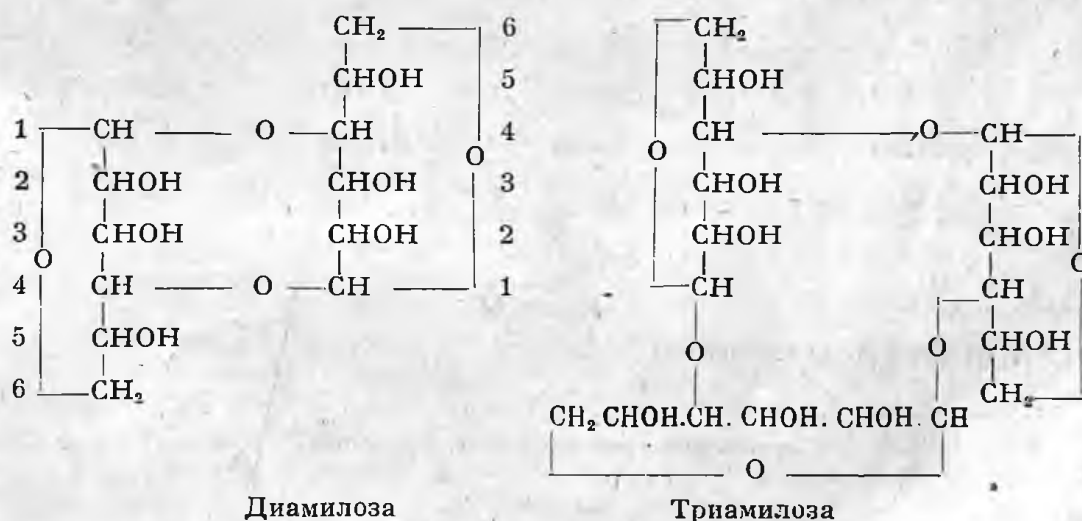 CH₂ 6 CH₂
CHOH 5 CHOH
1 CH O CH 4 CH O CH
O O
2 CHOH CHOH 3 CHOH CHOH
3 CHOH CHOH 2 CHOH CHOH
O O
4 CH O CH 1 CH CH
5 CHOH O O CHOH
6 CH₂ CH₂
CH₂ CHOH. CH. CHOH. CHOH. CH
O
Диамилоза Триамилоза